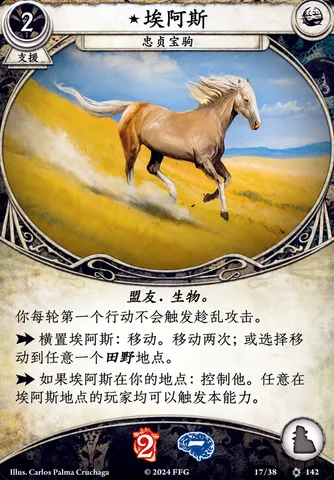 2
支援
★埃阿斯
忠贞宝驹
盟友. 生物。
你每轮第一个行动不会触发趁乱攻击。
横置埃阿斯：移动。移动两次；或选择移
动到任意一个田野地点。
如果埃阿斯在你的地点：控制他。任意在
埃阿斯地点的玩家均可以触发本能力。
2
Illus. Carlos Palma Cruchaga
© 2024 FFG
17/38
142